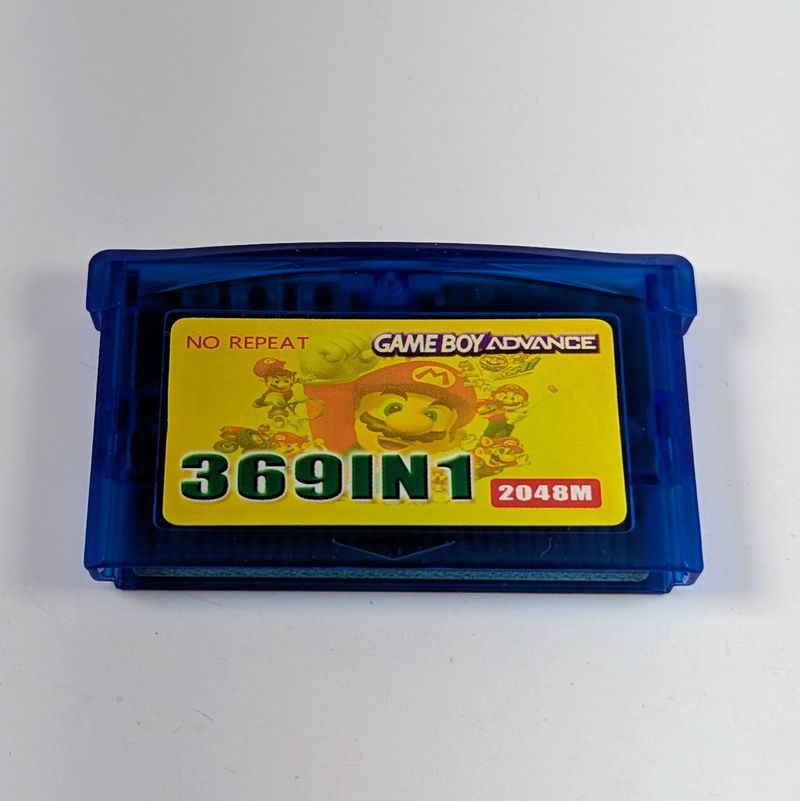 NO REPEAT
GAME BOY ADVANCE
M
369IN1
2048M